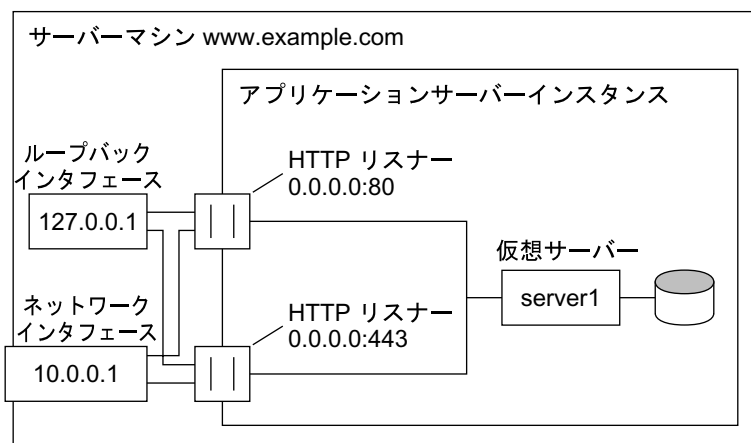 サーバーマシン www.example.com
アプリケーションサーバーインスタンス
ループバック
インタフェース
127.0.0.1
HTTP リスナー
0.0.0.0:80
仮想サーバー
server1
ネットワーク
インタフェース
10.0.0.1
HTTP リスナー
0.0.0.0:443